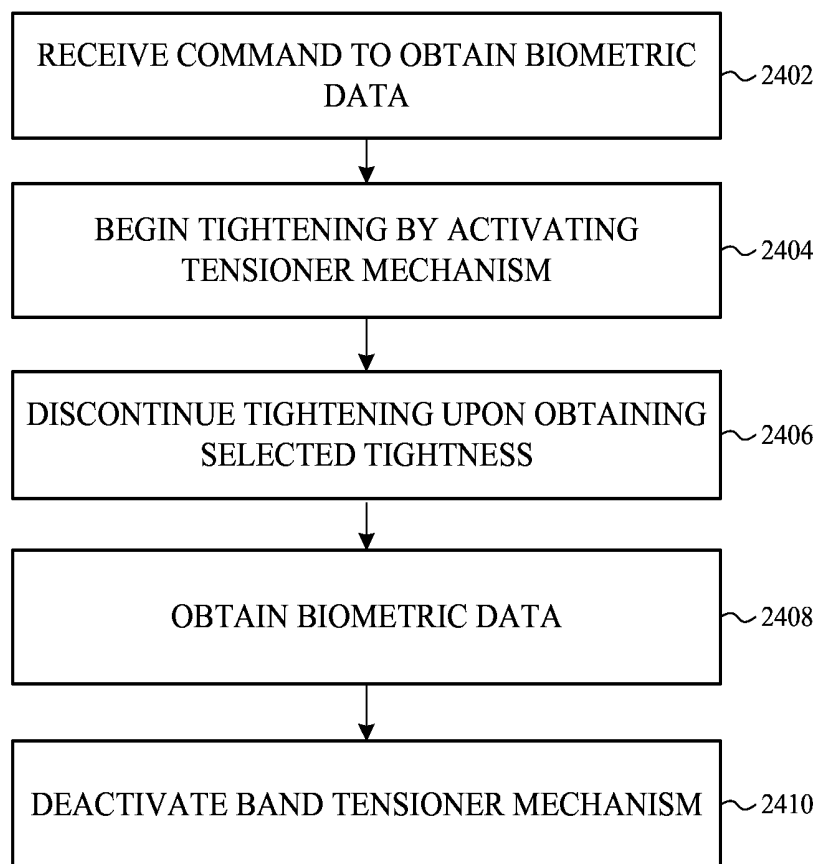 RECEIVE COMMAND TO OBTAIN BIOMETRIC
DATA
2402
BEGIN TIGHTENING BY ACTIVATING
TENSIONER MECHANISM
2404
DISCONTINUE TIGHTENING UPON OBTAINING
SELECTED TIGHTNESS
2406
OBTAIN BIOMETRIC DATA
2408
DEACTIVATE BAND TENSIONER MECHANISM
2410